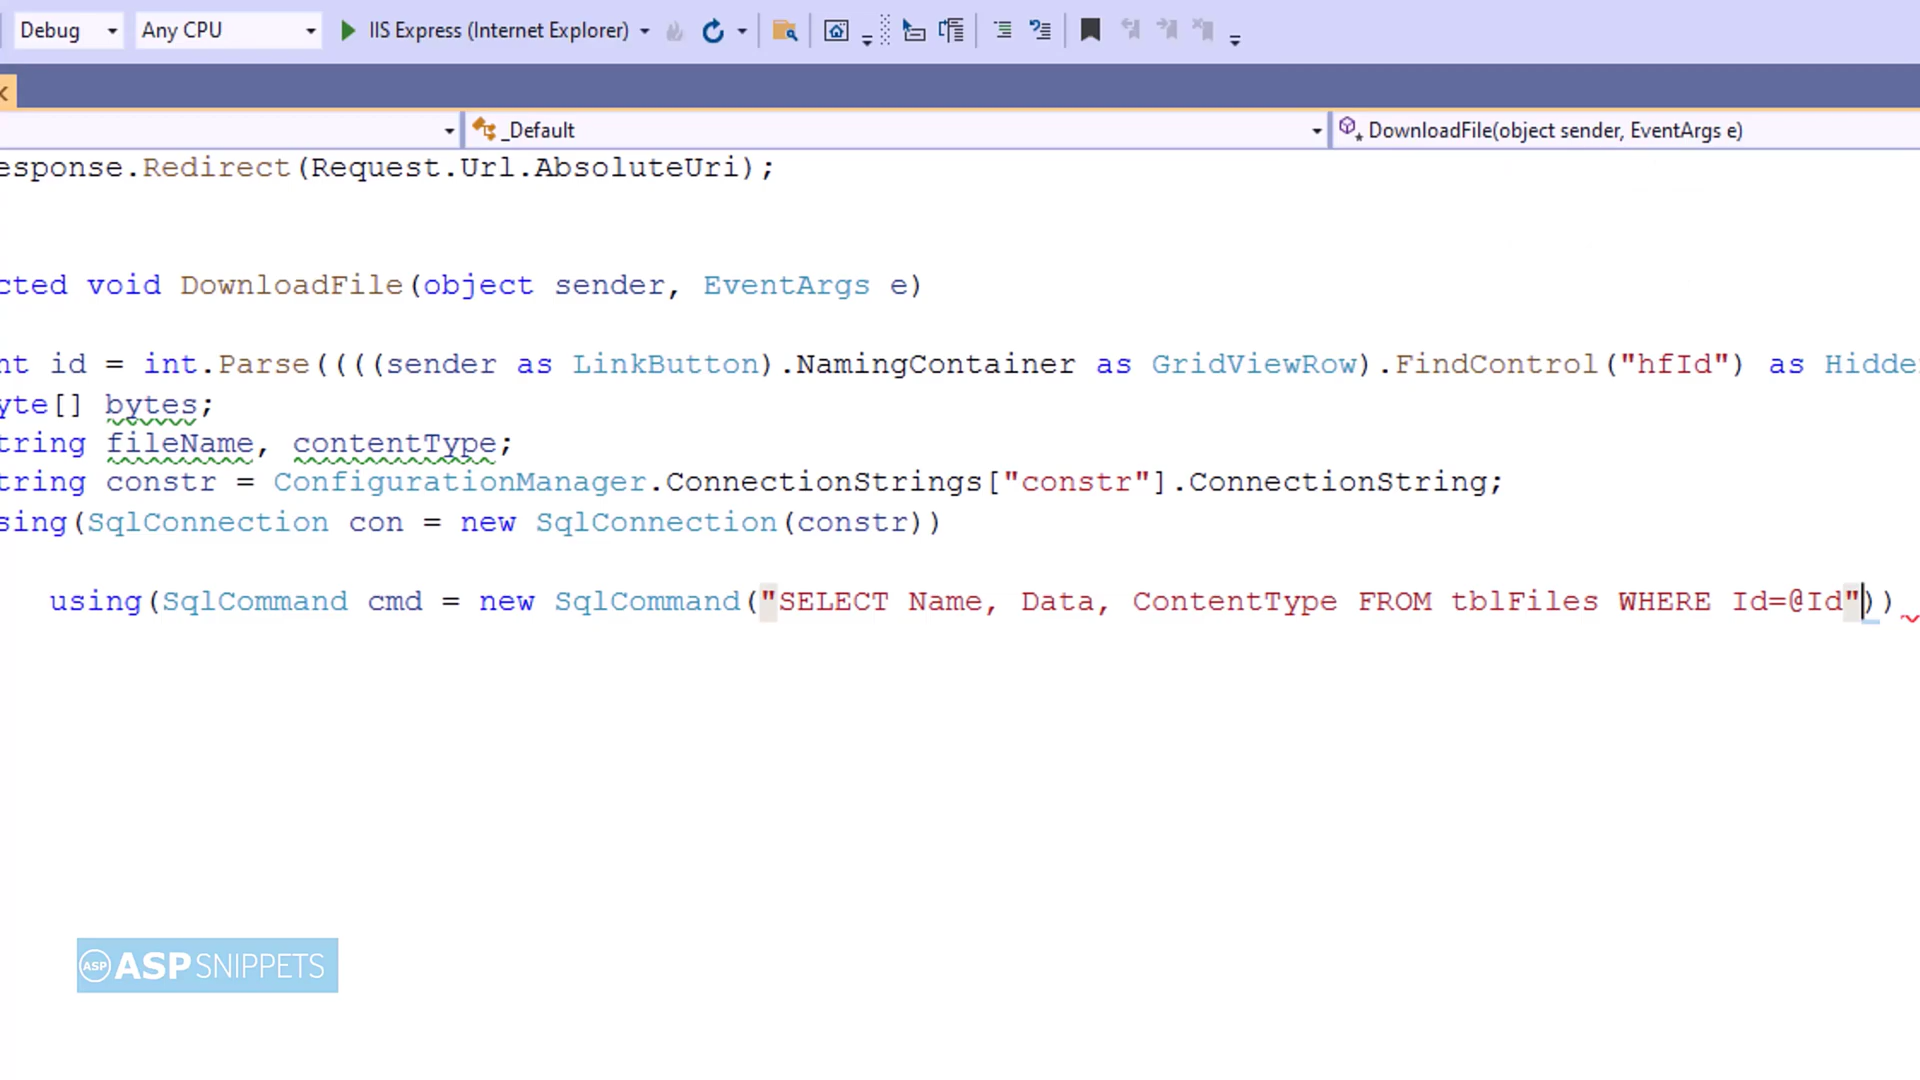 Debug Any CPU IIS Express (Internet Explorer)
_Default DownloadFile(object sender, EventArgs e)
esponse.Redirect(Request.Url.AbsoluteUri);
cted void DownloadFile(object sender, EventArgs e)
nt id = int.Parse((((sender as LinkButton).NamingContainer as GridViewRow).FindControl("hfId") as Hidde
yte[] bytes;
tring fileName, contentType;
tring constr = ConfigurationManager.ConnectionStrings["constr"].ConnectionString;
sing(SqlConnection con = new SqlConnection(constr))
using(SqlCommand cmd = new SqlCommand("SELECT Name, Data, ContentType FROM tblFiles WHERE Id=@Id"))
ASP ASPSNIPPETS